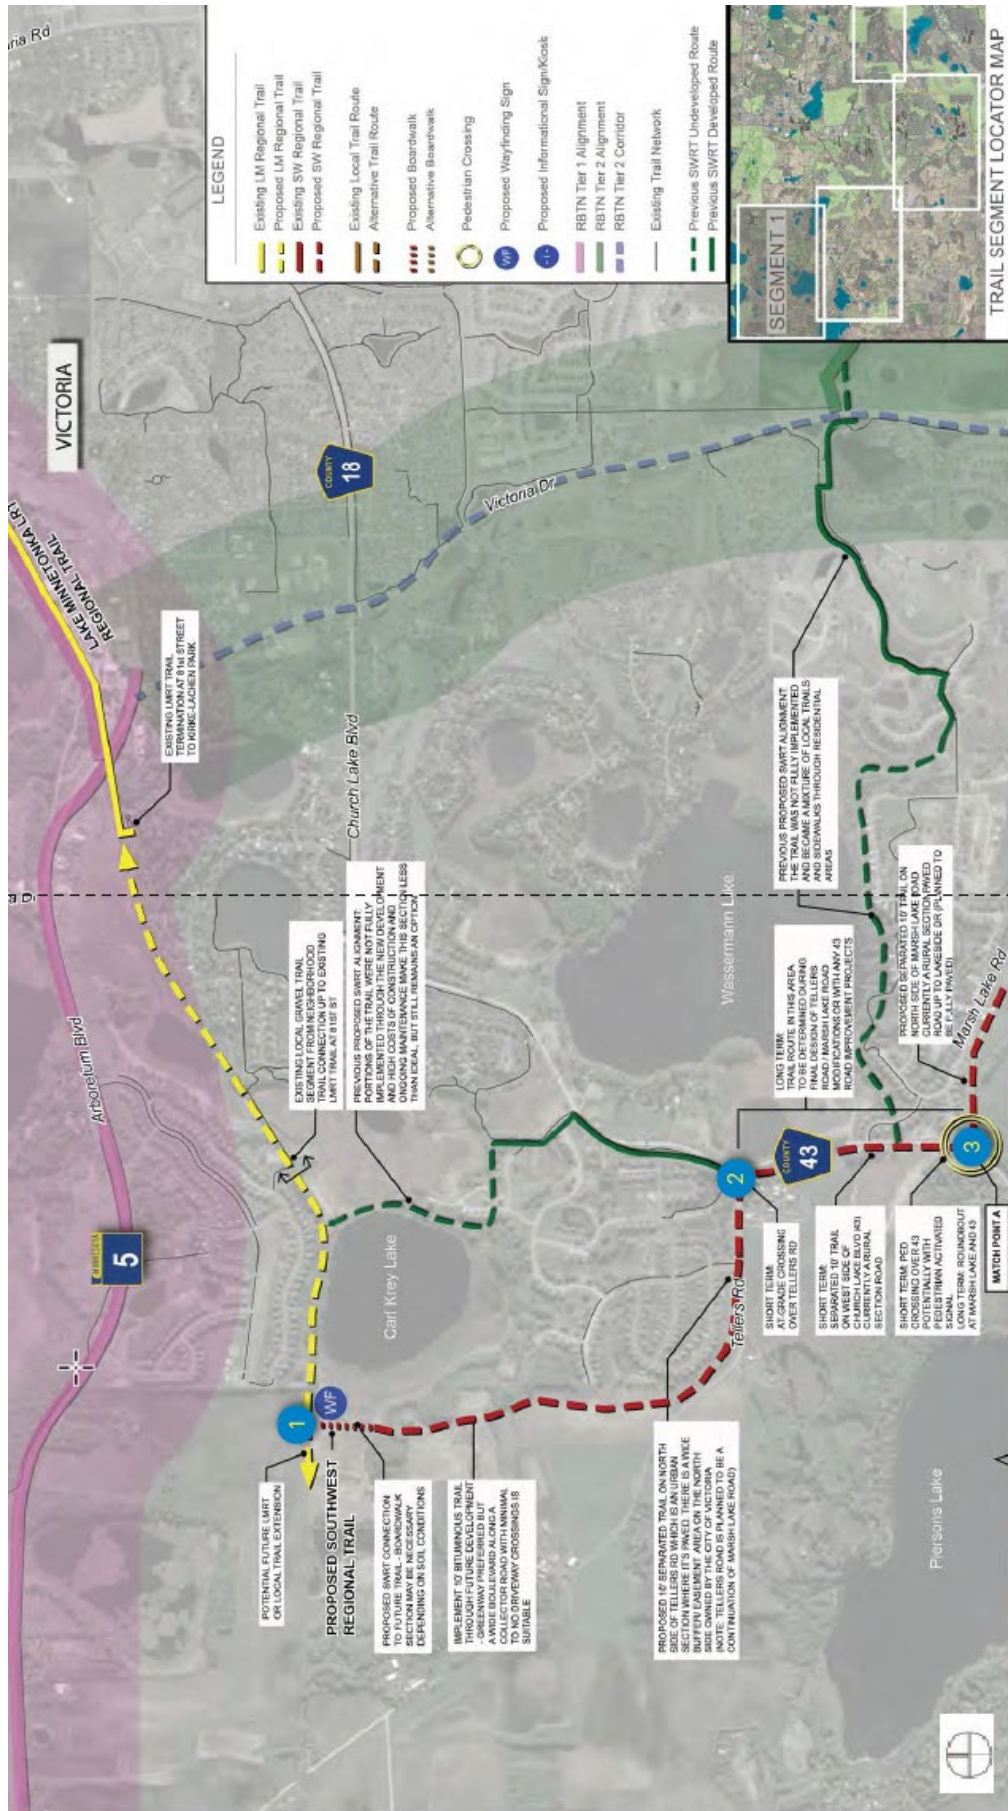 VICTORIA
LAKE MINNETONKA LRT
REGIONAL TRAIL
EXISTING LMRT TRAIL
TERMINATION AT 81st STREET
TO KIRKE-LACHEN PARK
Arboretum Blvd
MINNESOTA
5
COUNTY
18
Victoria Dr
Church Lake Blvd
EXISTING LOCAL GRAVEL TRAIL
SEGMENT FROM NEIGHBORHOOD
TRAIL CONNECTION UP TO EXISTING
LMRT TRAIL AT 81ST ST
PREVIOUS PROPOSED SWRT ALIGNMENT:
PORTIONS OF THE TRAIL WERE NOT FULLY
IMPLEMENTED THROUGH THE NEW DEVELOPMENT
AND HIGH COSTS OF CONSTRUCTION AND
ONGOING MAINTENANCE MAKE THIS SECTION LESS
THAN IDEAL, BUT STILL REMAINS AN OPTION
1
WF
POTENTIAL FUTURE LMRT
OR LOCAL TRAIL EXTENSION
PROPOSED SOUTHWEST
REGIONAL TRAIL
PROPOSED SWRT CONNECTION
TO FUTURE TRAIL - BOARDWALK
SECTION MAY BE NECESSARY
DEPENDING ON SOIL CONDITIONS
IMPLEMENT 10' BITUMINOUS TRAIL
THROUGH FUTURE DEVELOPMENT
- GREENWAY PREFERRED BUT
A WIDE BOULEVARD ALONG A
COLLECTOR ROAD WITH MINIMAL
TO NO DRIVEWAY CROSSINGS IS
SUITABLE
Carl Krey Lake
Wassermann Lake
Persons Lake
PROPOSED 10' SEPARATED TRAIL ON NORTH
SIDE OF TELLERS RD WHICH IS AN URBAN
SECTION WHERE IT'S PAVED. THERE IS A WIDE
BUFFER/ EASEMENT AREA ON THE NORTH
SIDE OWNED BY THE CITY OF VICTORIA
(NOTE: TELLERS ROAD IS PLANNED TO BE A
CONTINUATION OF MARSH LAKE ROAD)
Tellers Rd
2
COUNTY
43
SHORT TERM:
AT-GRADE CROSSING
OVER TELLERS RD
SHORT TERM:
SEPARATED 10' TRAIL
ON WEST SIDE OF
CHURCH LAKE BLVD (43)
CURRENTLY A RURAL
SECTION ROAD
SHORT TERM: PED
CROSSING OVER 43
POTENTIALLY WITH
PEDESTRIAN ACTIVATED
SIGNAL
LONG TERM: ROUNDBOUT
AT MARSH LAKE AND 43
MATCH POINT A
3
LONG TERM:
TRAIL ROUTE IN THIS AREA
TO BE DETERMINED DURING
FINAL DESIGN OF TELLERS
ROAD / MARSH LAKE ROAD
MODIFICATIONS OR WITH ANY 43
ROAD IMPROVEMENT PROJECTS
PREVIOUS PROPOSED SWRT ALIGNMENT:
THE TRAIL WAS NOT FULLY IMPLEMENTED
AND BECAME A MIXTURE OF LOCAL TRAILS
AND SIDEWALKS THROUGH RESIDENTIAL
AREAS
PROPOSED SEPARATED 10' TRAIL ON
NORTH SIDE OF MARSH LAKE ROAD
CURRENTLY A RURAL SECTION PAVED
ROAD UP TO LAKESIDE DR (PLANNED TO
BE FULLY PAVED)
Marsh Lake Rd
LEGEND
Existing LM Regional Trail
Proposed LM Regional Trail
Existing SW Regional Trail
Proposed SW Regional Trail
Existing Local Trail Route
Alternative Trail Route
Proposed Boardwalk
Alternative Boardwalk
Pedestrian Crossing
WF
Proposed Wayfinding Sign
-i-
Proposed Informational Sign/Kiosk
RBTN Tier 1 Alignment
RBTN Tier 2 Alignment
RBTN Tier 2 Corridor
Existing Trail Network
Previous SWRT Undeveloped Route
Previous SWRT Developed Route
SEGMENT 1
TRAIL SEGMENT LOCATOR MAP